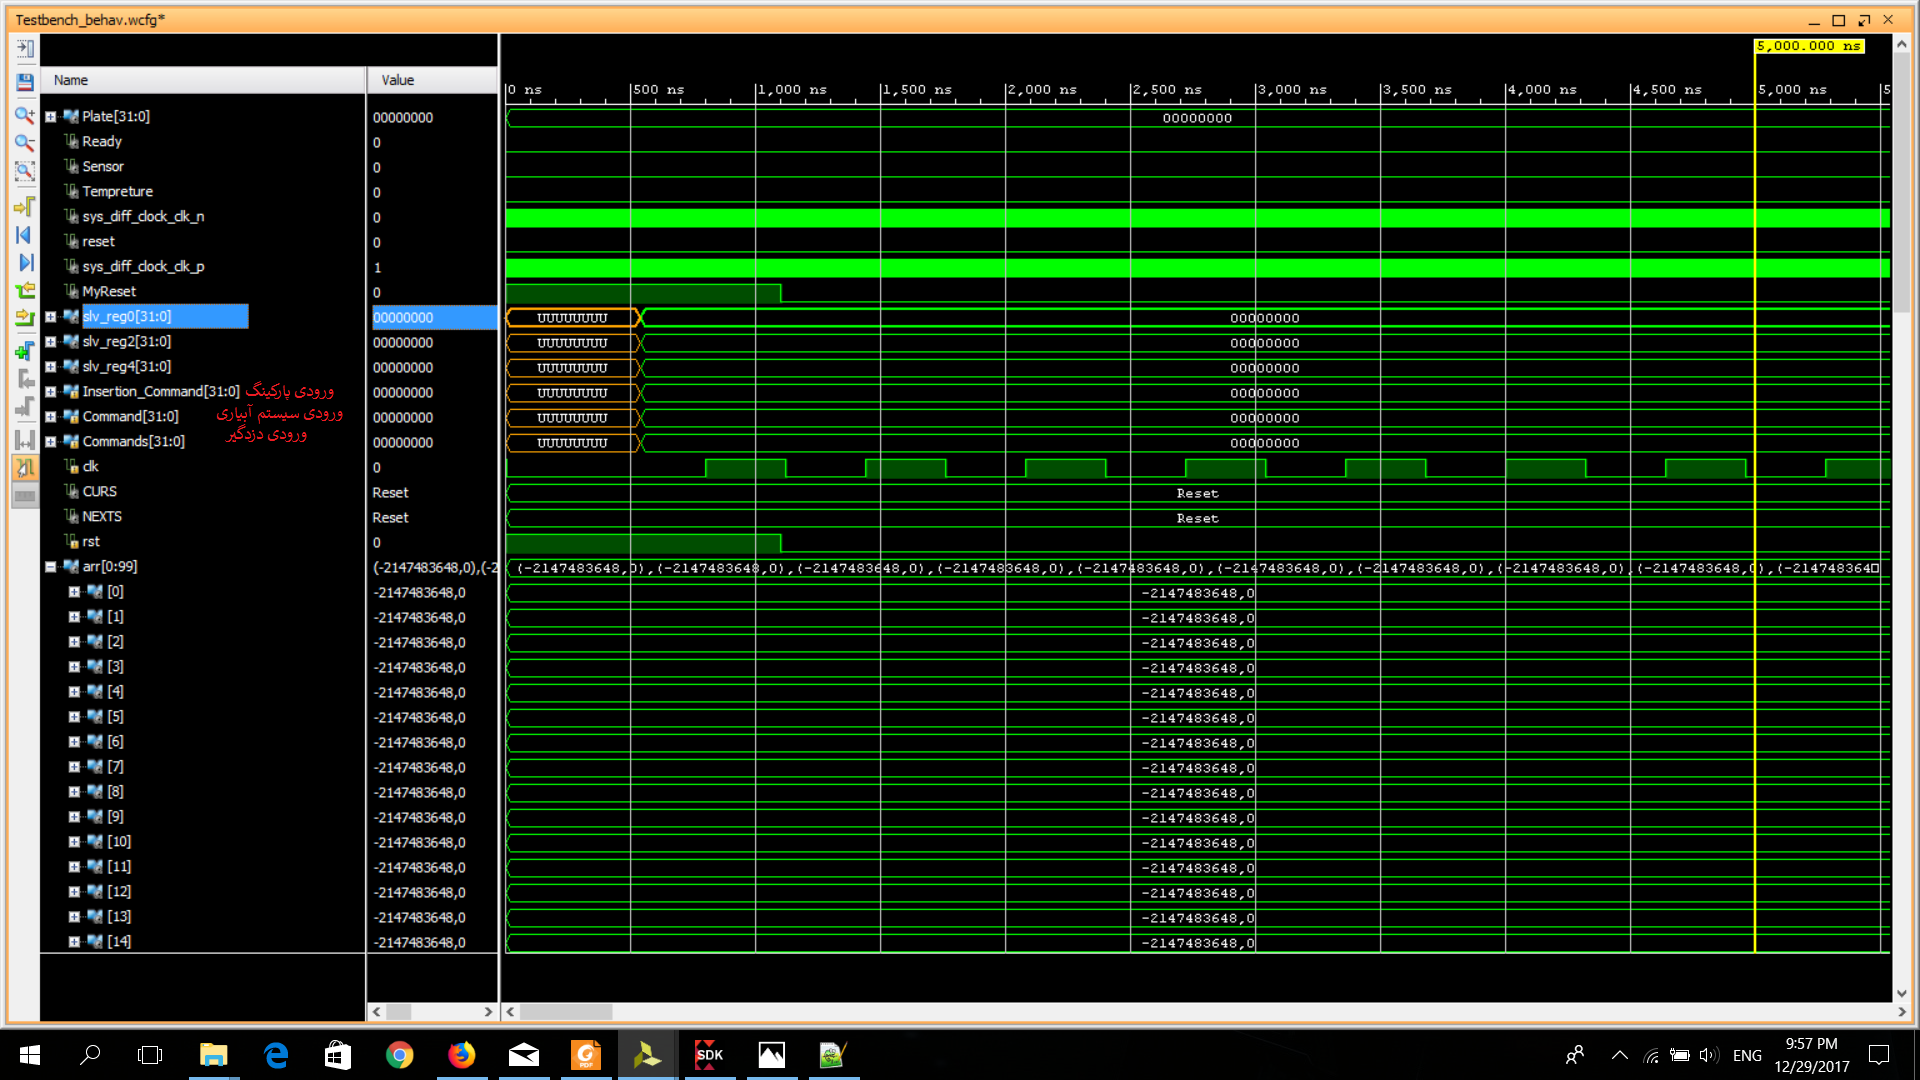 Testbench_behav.wcfg*
5,000.000 ns
Name Value
0 ns 500 ns 1,000 ns 1,500 ns 2,000 ns 2,500 ns 3,000 ns 3,500 ns 4,000 ns 4,500 ns 5,000 ns 5
Plate[31:0] 00000000 00000000
Ready 0
Sensor 0
Tempreture 0
sys_diff_clock_clk_n 0
reset 0
sys_diff_clock_clk_p 1
MyReset 0
slv_reg0[31:0] 00000000 UUUUUUUU 00000000
slv_reg2[31:0] 00000000 UUUUUUUU 00000000
slv_reg4[31:0] 00000000 UUUUUUUU 00000000
Insertion_Command[31:0] ورودی پارکینگ 00000000 UUUUUUUU 00000000
Command[31:0] ورودی سیستم آبیاری 00000000 UUUUUUUU 00000000
Commands[31:0] ورودی دزدگیر 00000000 UUUUUUUU 00000000
clk 0
CURS Reset Reset
NEXTS Reset Reset
rst 0
arr[0:99] (-2147483648,0),(-2 (-2147483648,0),(-2147483648,0),(-2147483648,0),(-2147483648,0),(-2147483648,0),(-2147483648,0),(-2147483648,0),(-2147483648,0),(-2147483648,0),(-214748364
[0] -2147483648,0 -2147483648,0
[1] -2147483648,0 -2147483648,0
[2] -2147483648,0 -2147483648,0
[3] -2147483648,0 -2147483648,0
[4] -2147483648,0 -2147483648,0
[5] -2147483648,0 -2147483648,0
[6] -2147483648,0 -2147483648,0
[7] -2147483648,0 -2147483648,0
[8] -2147483648,0 -2147483648,0
[9] -2147483648,0 -2147483648,0
[10] -2147483648,0 -2147483648,0
[11] -2147483648,0 -2147483648,0
[12] -2147483648,0 -2147483648,0
[13] -2147483648,0 -2147483648,0
[14] -2147483648,0 -2147483648,0
PDF
SDK
ENG
9:57 PM
12/29/2017